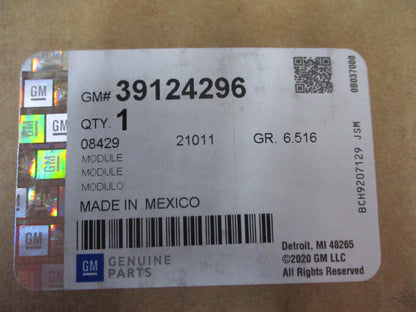 GM# 39124296
QTY. 1
08429 21011 GR. 6.516
MODULE
MODULE
MODULO
MADE IN MEXICO
GM GENUINE
PARTS
Detroit, MI 48265
©2020 GM LLC
All Rights Reserved
08037000
BCH9207129 JSM
GM
GM
GM
GM